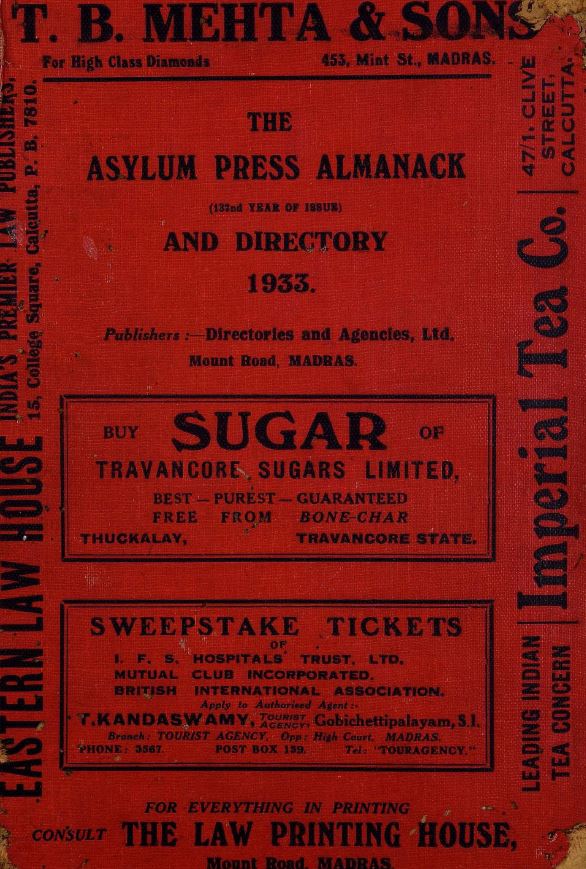 T. B. MEHTA & SONS
For High Class Diamonds 453, Mint St., MADRAS.
THE
ASYLUM PRESS ALMANACK
(132nd YEAR OF ISSUE)
AND DIRECTORY
1933.
Publishers :—Directories and Agencies, Ltd.
Mount Road, MADRAS.
BUY SUGAR OF
TRAVANCORE SUGARS LIMITED,
BEST — PUREST — GUARANTEED
FREE FROM BONE-CHAR
THUCKALAY, TRAVANCORE STATE.
SWEEPSTAKE TICKETS
OF
I. F. S. HOSPITALS' TRUST, LTD.
MUTUAL CLUB INCORPORATED.
BRITISH INTERNATIONAL ASSOCIATION.
Apply to Authorised Agent:-
T. KANDASWAMY, TOURIST AGENCY, Gobichettipalayam, S.I.
Branch: TOURIST AGENCY, Opp: High Court, MADRAS.
PHONE: 3567. POST BOX 139. Tel: "TOURAGENCY."
FOR EVERYTHING IN PRINTING
CONSULT THE LAW PRINTING HOUSE,
Mount Road, MADRAS.
EASTERN LAW HOUSE INDIA'S PREMIER LAW PUBLISHERS,
15, College Square, Calcutta, P. B. 7810.
47/1, CLIVE
STREET,
CALCUTTA.
Imperial Tea Co.
LEADING INDIAN
TEA CONCERN